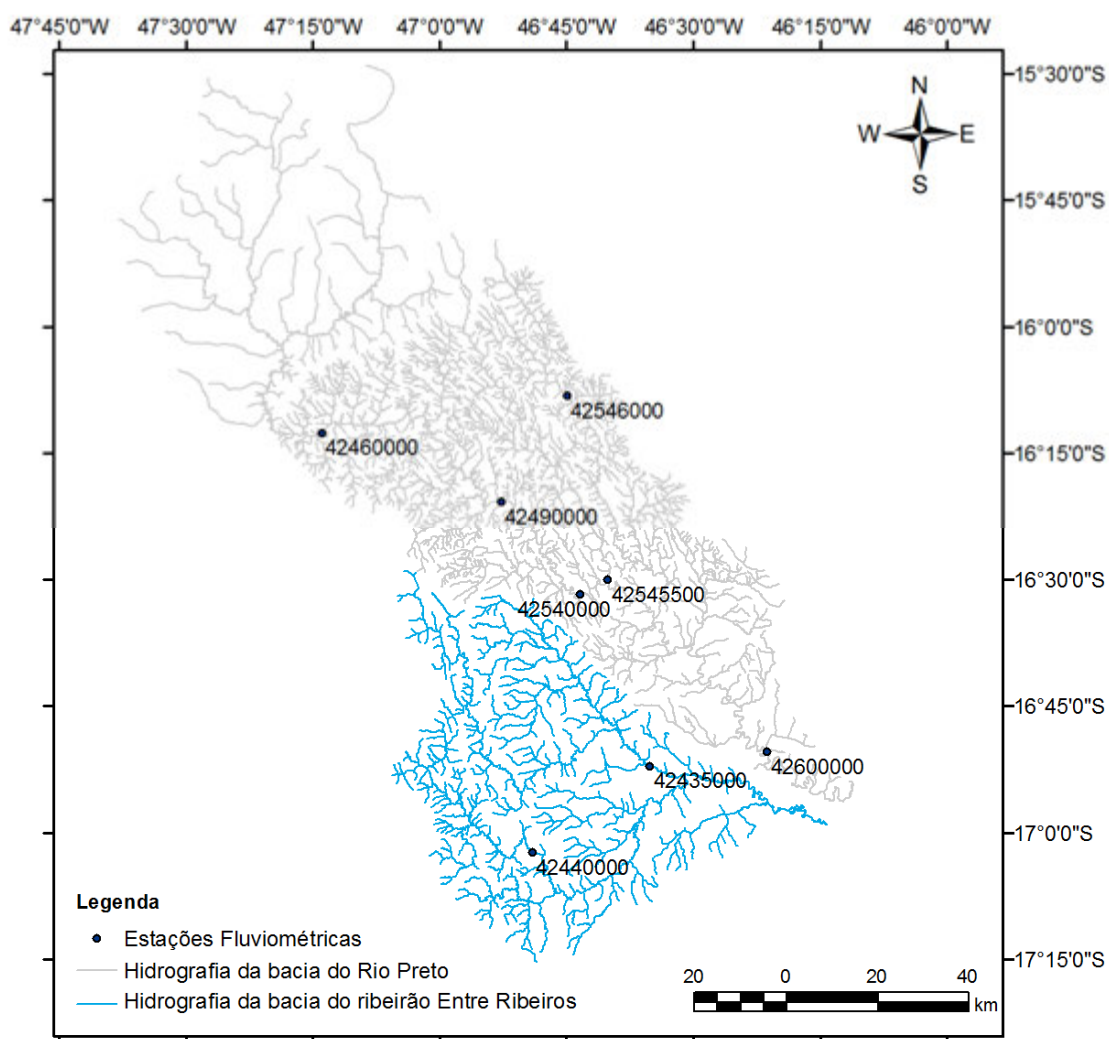 47°45'0"W 47°30'0"W 47°15'0"W 47°0'0"W 46°45'0"W 46°30'0"W 46°15'0"W 46°0'0"W
15°30'0"S
N
W E
S
15°45'0"S
16°0'0"S
42546000
42460000
16°15'0"S
42490000
16°30'0"S
42545500
42540000
16°45'0"S
42600000
42435000
17°0'0"S
42440000
Legenda
Estações Fluviométricas
Hidrografia da bacia do Rio Preto
Hidrografia da bacia do ribeirão Entre Ribeiros
17°15'0"S
20 0 20 40
km